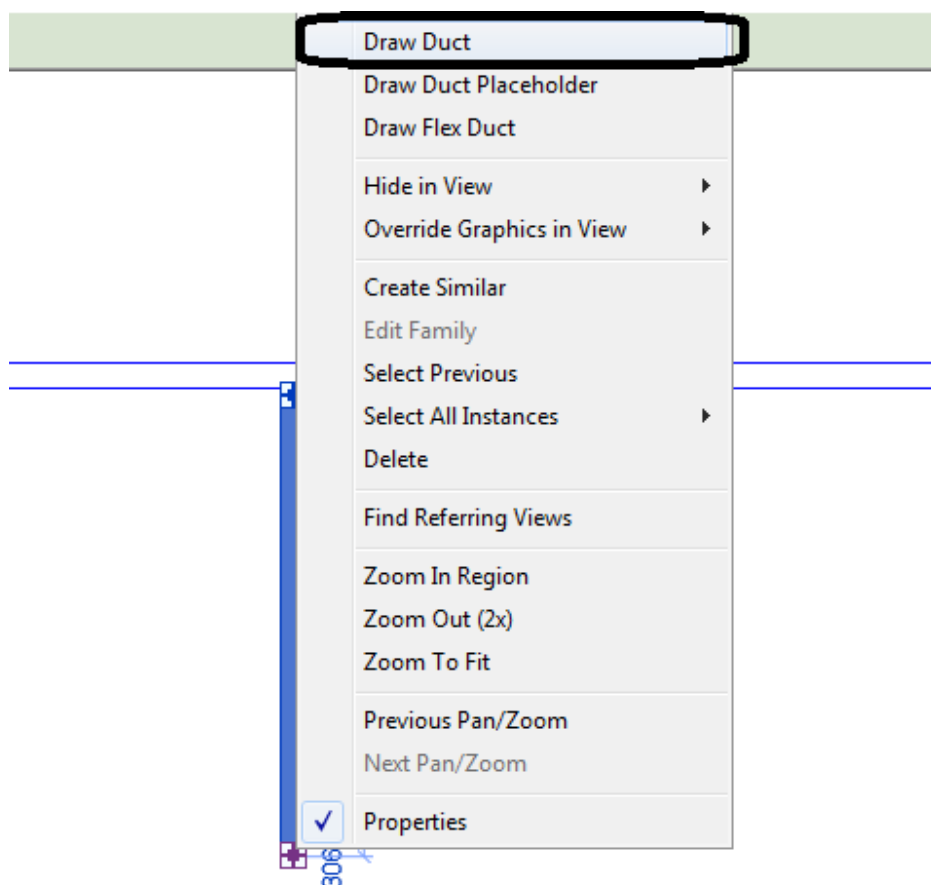 Draw Duct
Draw Duct Placeholder
Draw Flex Duct
Hide in View
Override Graphics in View
Create Similar
Edit Family
Select Previous
Select All Instances
Delete
Find Referring Views
Zoom In Region
Zoom Out (2x)
Zoom To Fit
Previous Pan/Zoom
Next Pan/Zoom
Properties
306